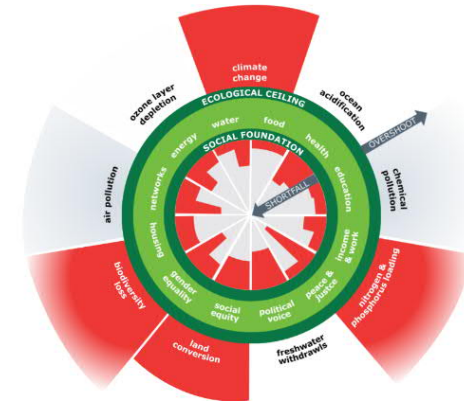 climate
change
ozone layer
depletion
ocean
acidification
ECOLOGICAL CEILING
OVERSHOOT
water
food
energy
health
SOCIAL FOUNDATION
air pollution
networks
education
chemical
pollution
SHORTFALL
housing
income
& work
biodiversity
loss
gender
equality
peace &
justce
nitrogen &
phosphorus loading
social
equity
political
voice
land
conversion
freshwater
withdrawls